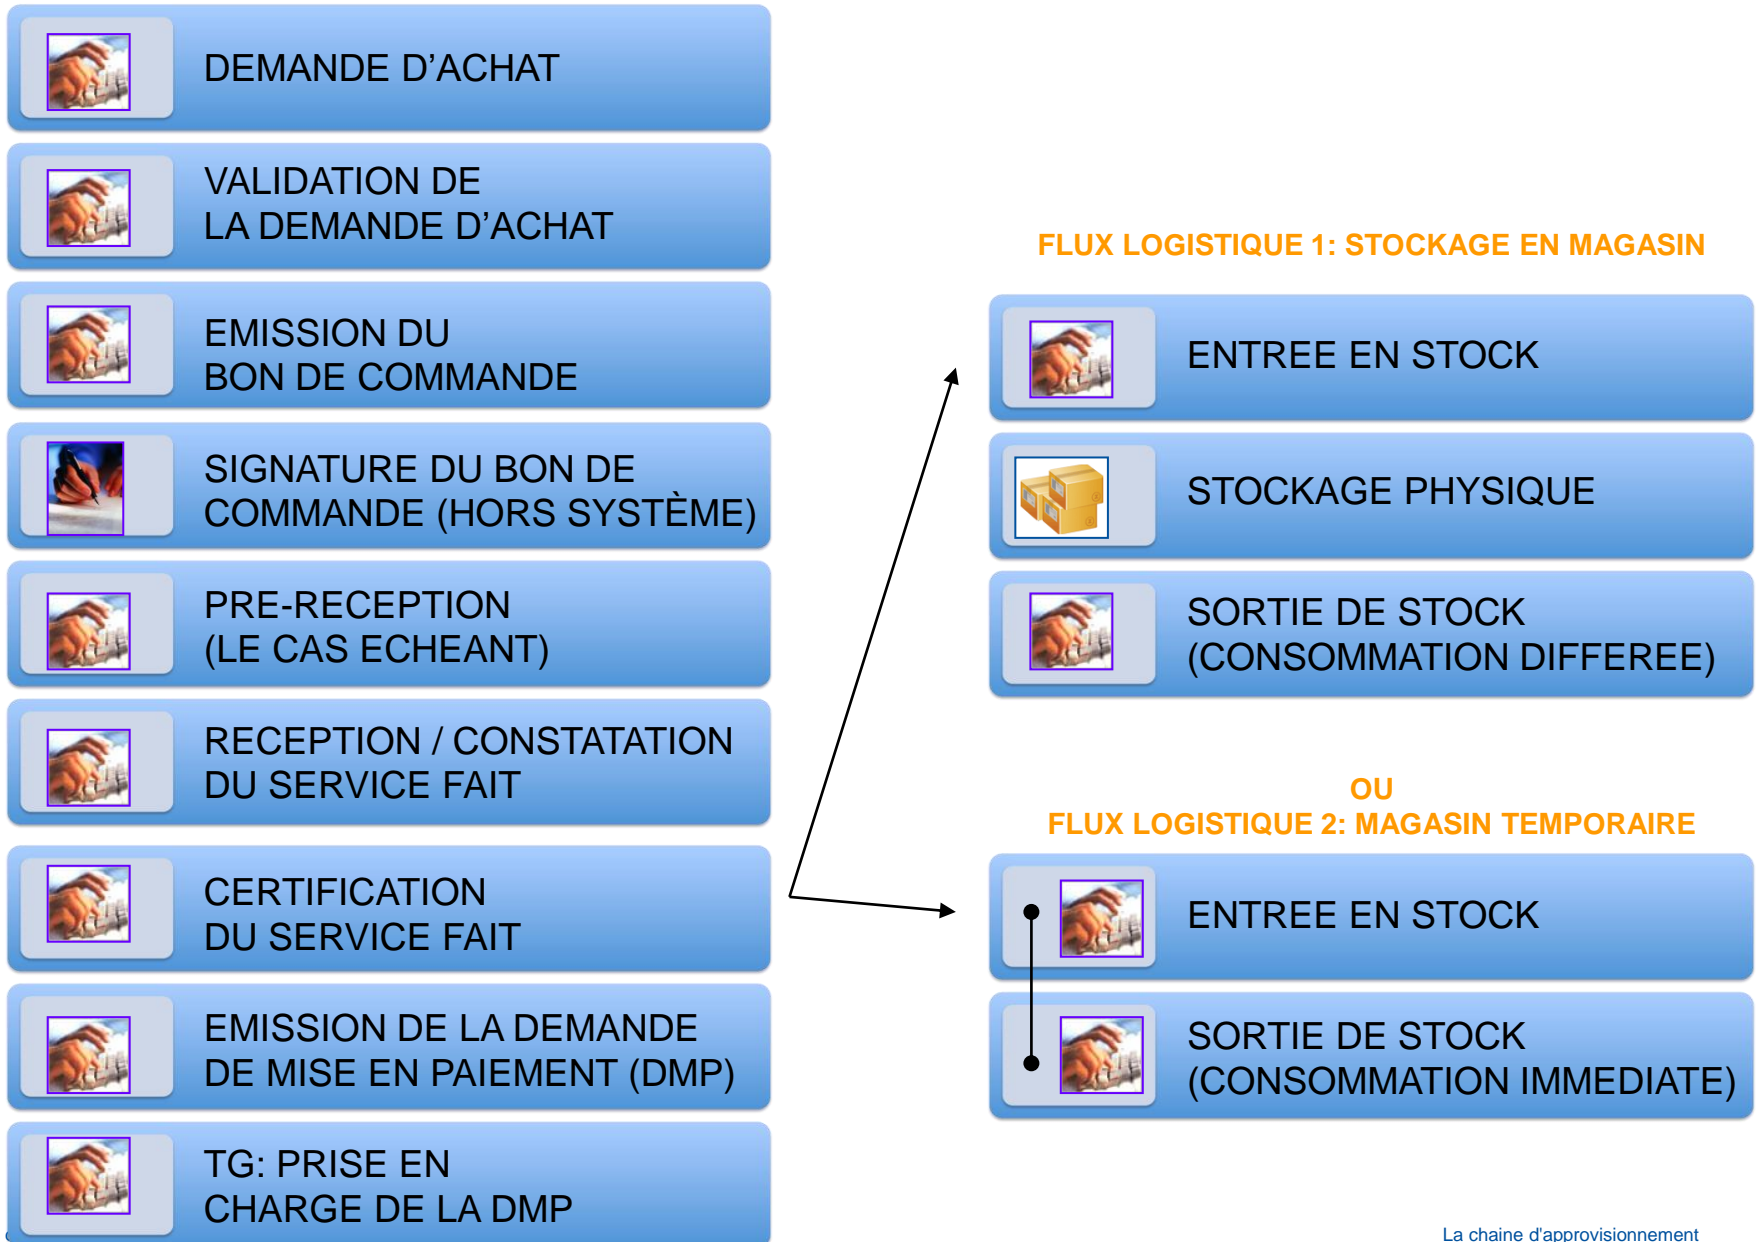 DEMANDE D’ACHAT
VALIDATION DE
LA DEMANDE D’ACHAT
EMISSION DU
BON DE COMMANDE
SIGNATURE DU BON DE
COMMANDE (HORS SYSTÈME)
PRE-RECEPTION
(LE CAS ECHEANT)
RECEPTION / CONSTATATION
DU SERVICE FAIT
CERTIFICATION
DU SERVICE FAIT
EMISSION DE LA DEMANDE
DE MISE EN PAIEMENT (DMP)
TG: PRISE EN
CHARGE DE LA DMP
FLUX LOGISTIQUE 1: STOCKAGE EN MAGASIN
ENTREE EN STOCK
STOCKAGE PHYSIQUE
SORTIE DE STOCK
(CONSOMMATION DIFFEREE)
OU
FLUX LOGISTIQUE 2: MAGASIN TEMPORAIRE
ENTREE EN STOCK
SORTIE DE STOCK
(CONSOMMATION IMMEDIATE)
La chaine d'approvisionnement